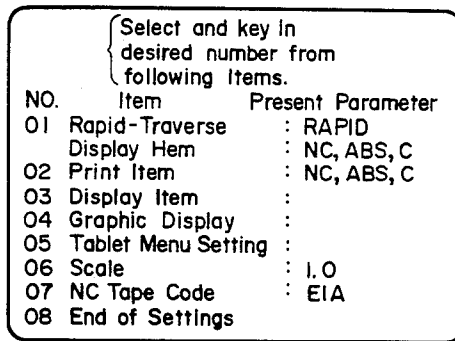 Select and key in
desired number from
following Items.
NO. Item Present Parameter
01 Rapid-Traverse : RAPID
Display Hem : NC, ABS, C
02 Print Item : NC, ABS, C
03 Display Item :
04 Graphic Display :
05 Tablet Menu Setting :
06 Scale : 1.0
07 NC Tape Code : EIA
08 End of Settings